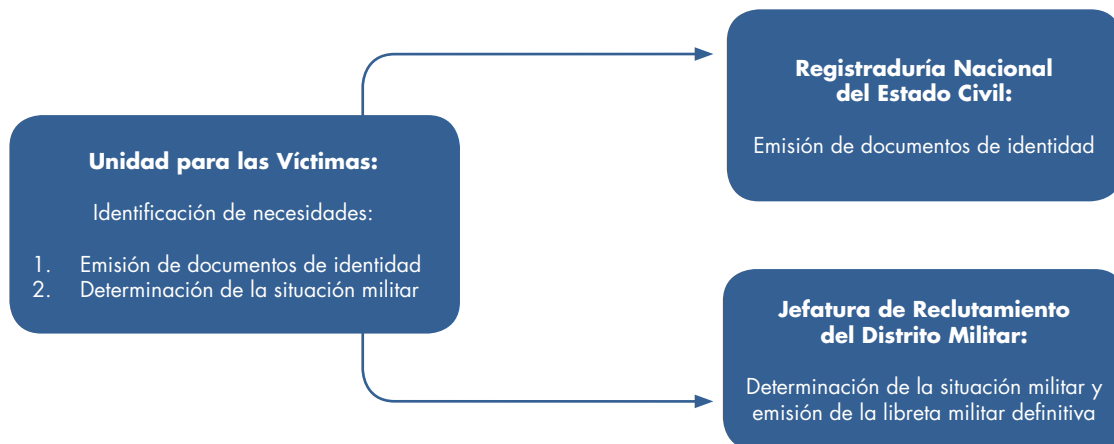 Unidad para las Víctimas:
Identificación de necesidades:
1. Emisión de documentos de identidad
2. Determinación de la situación militar
Registraduría Nacional
del Estado Civil:
Emisión de documentos de identidad
Jefatura de Reclutamiento
del Distrito Militar:
Determinación de la situación militar y
emisión de la libreta militar definitiva